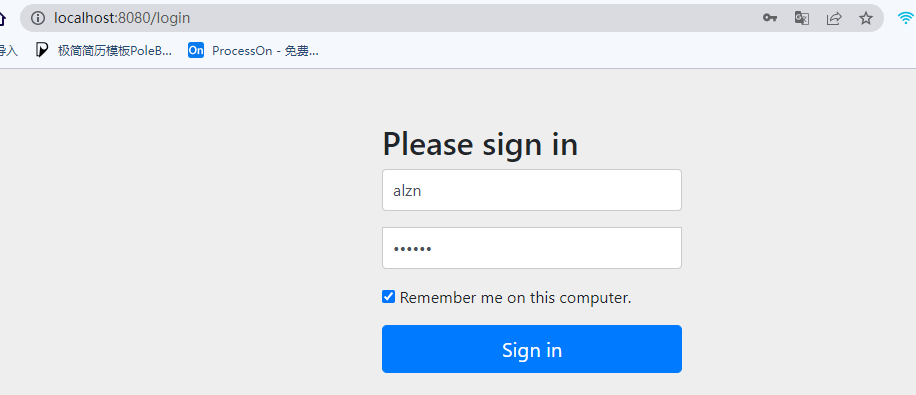 localhost:8080/login
导入 极简简历模板PoleB... On ProcessOn - 免费...
Please sign in
alzn
••••••
Remember me on this computer.
Sign in